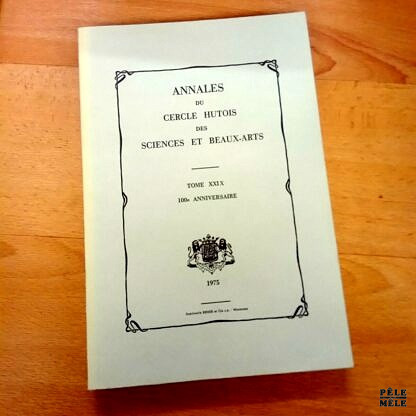 ANNALES
DU
CERCLE HUTOIS
DES
SCIENCES ET BEAUX-ARTS
TOME XXIX
100e ANNIVERSAIRE
1975
PÊLE
MÊLE